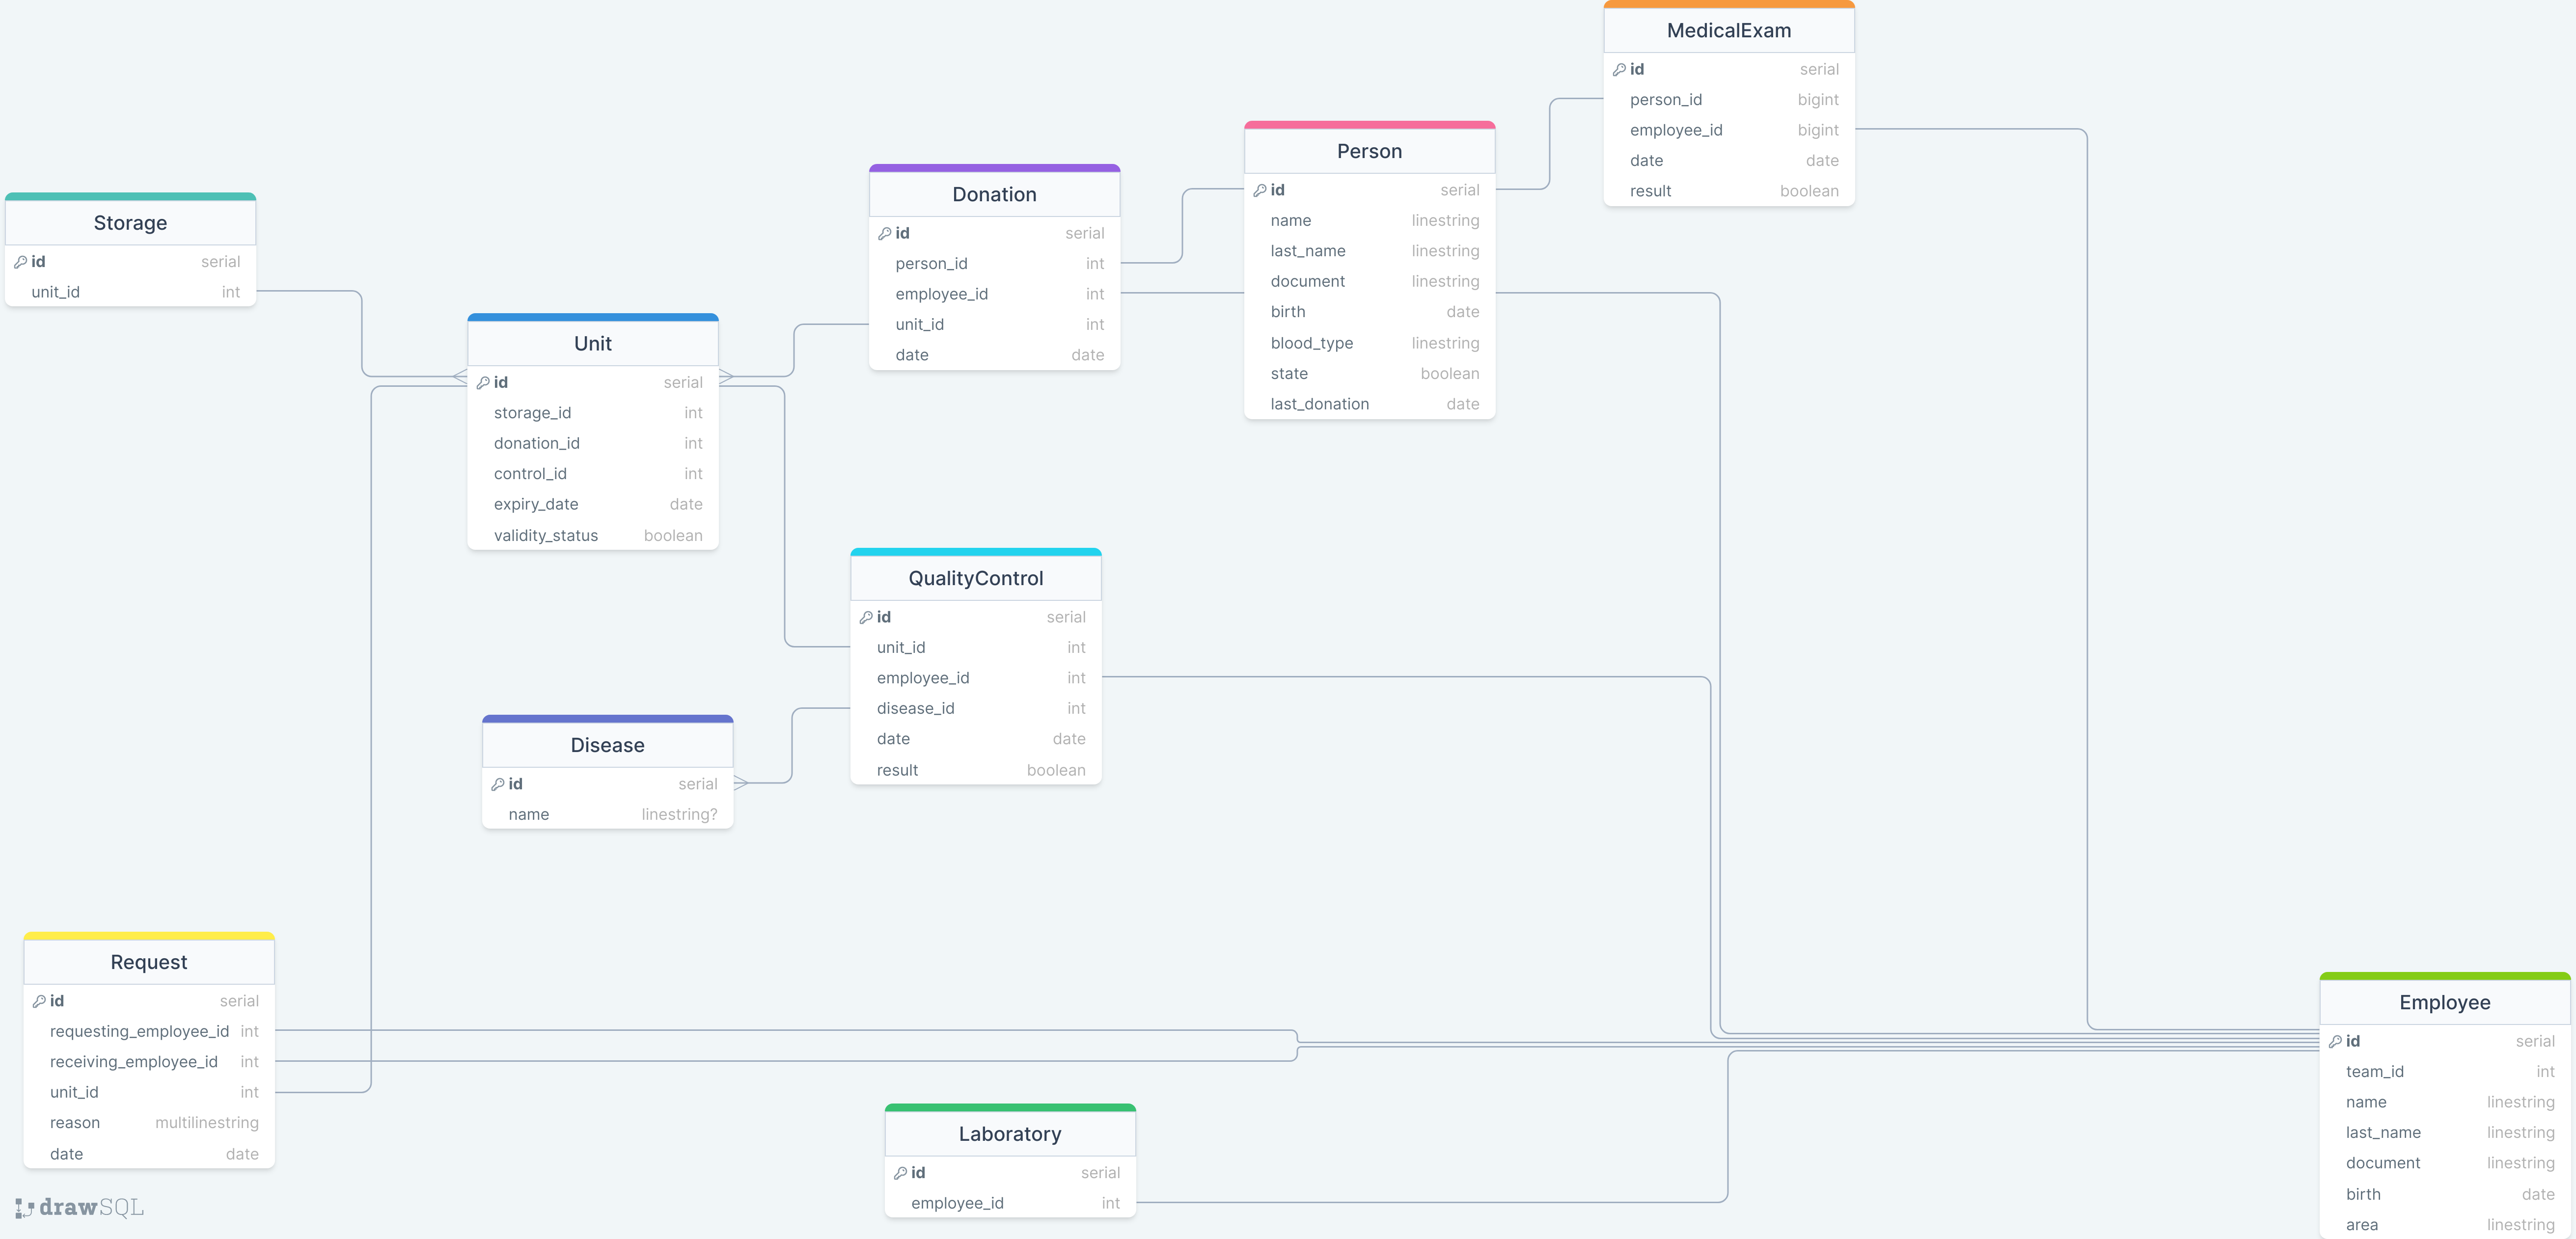 MedicalExam
id serial
person_id bigint
employee_id bigint
date date
result boolean
Person
id serial
name linestring
last_name linestring
document linestring
birth date
blood_type linestring
state boolean
last_donation date
Donation
id serial
person_id int
employee_id int
unit_id int
date date
Storage
id serial
unit_id int
Unit
id serial
storage_id int
donation_id int
control_id int
expiry_date date
validity_status boolean
QualityControl
id serial
unit_id int
employee_id int
disease_id int
date date
result boolean
Disease
id serial
name linestring?
Request
id serial
requesting_employee_id int
receiving_employee_id int
unit_id int
reason multilinestring
date date
Employee
id serial
team_id int
name linestring
last_name linestring
document linestring
birth date
area linestring
Laboratory
id serial
employee_id int
drawSQL